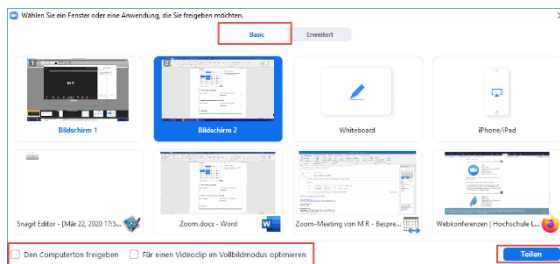 Wählen Sie ein Fenster oder eine Anwendung, die Sie freigeben möchten.
Basic
Erweitert
Bildschirm 1
Bildschirm 2
Whiteboard
iPhone/iPad
Snagit Editor - [Mär 22, 2020 17:5...
Zoom.docx - Word
Zoom-Meeting von M R - Bespre...
Webkonferenzen | Hochschule L...
Den Computerton freigeben
Für einen Videoclip im Vollbildmodus optimieren
Teilen